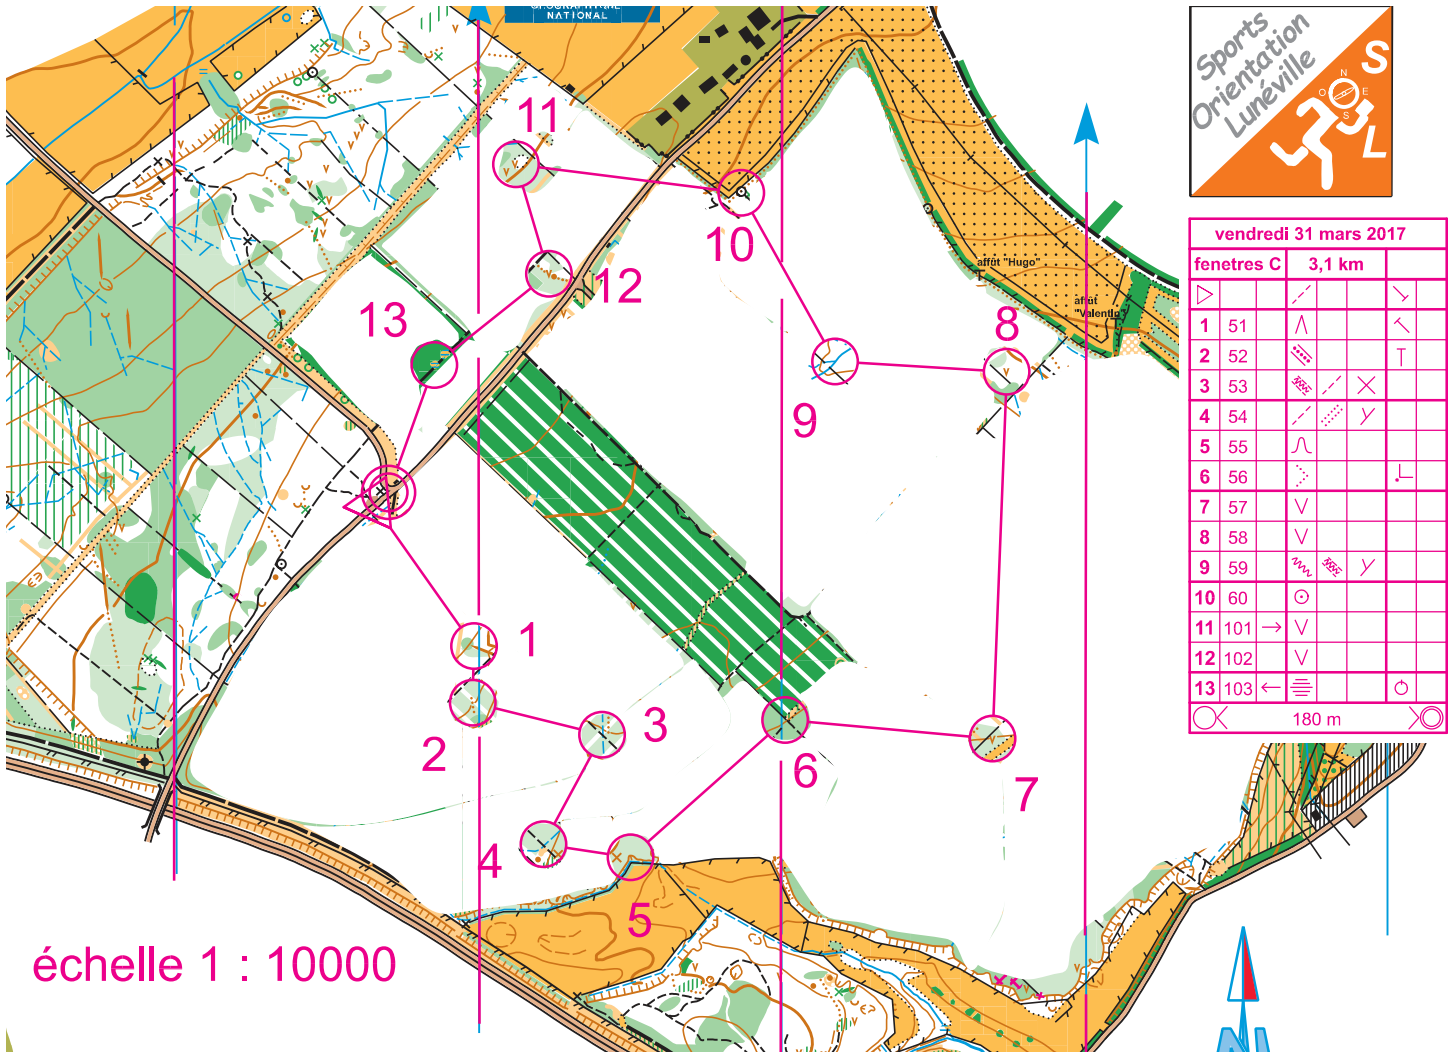 NATIONAL
Sports
Orientation
Lunéville
S
L
N
O
E
S
vendredi 31 mars 2017
fenetres C 3,1 km
1 51
2 52
3 53
4 54
5 55
6 56
7 57
8 58
9 59
10 60
11 101
12 102
13 103
180 m
11
10
12
13
affût "Hugo"
affût
"Valentin"
8
9
1
2
3
6
7
4
5
échelle 1 : 10000